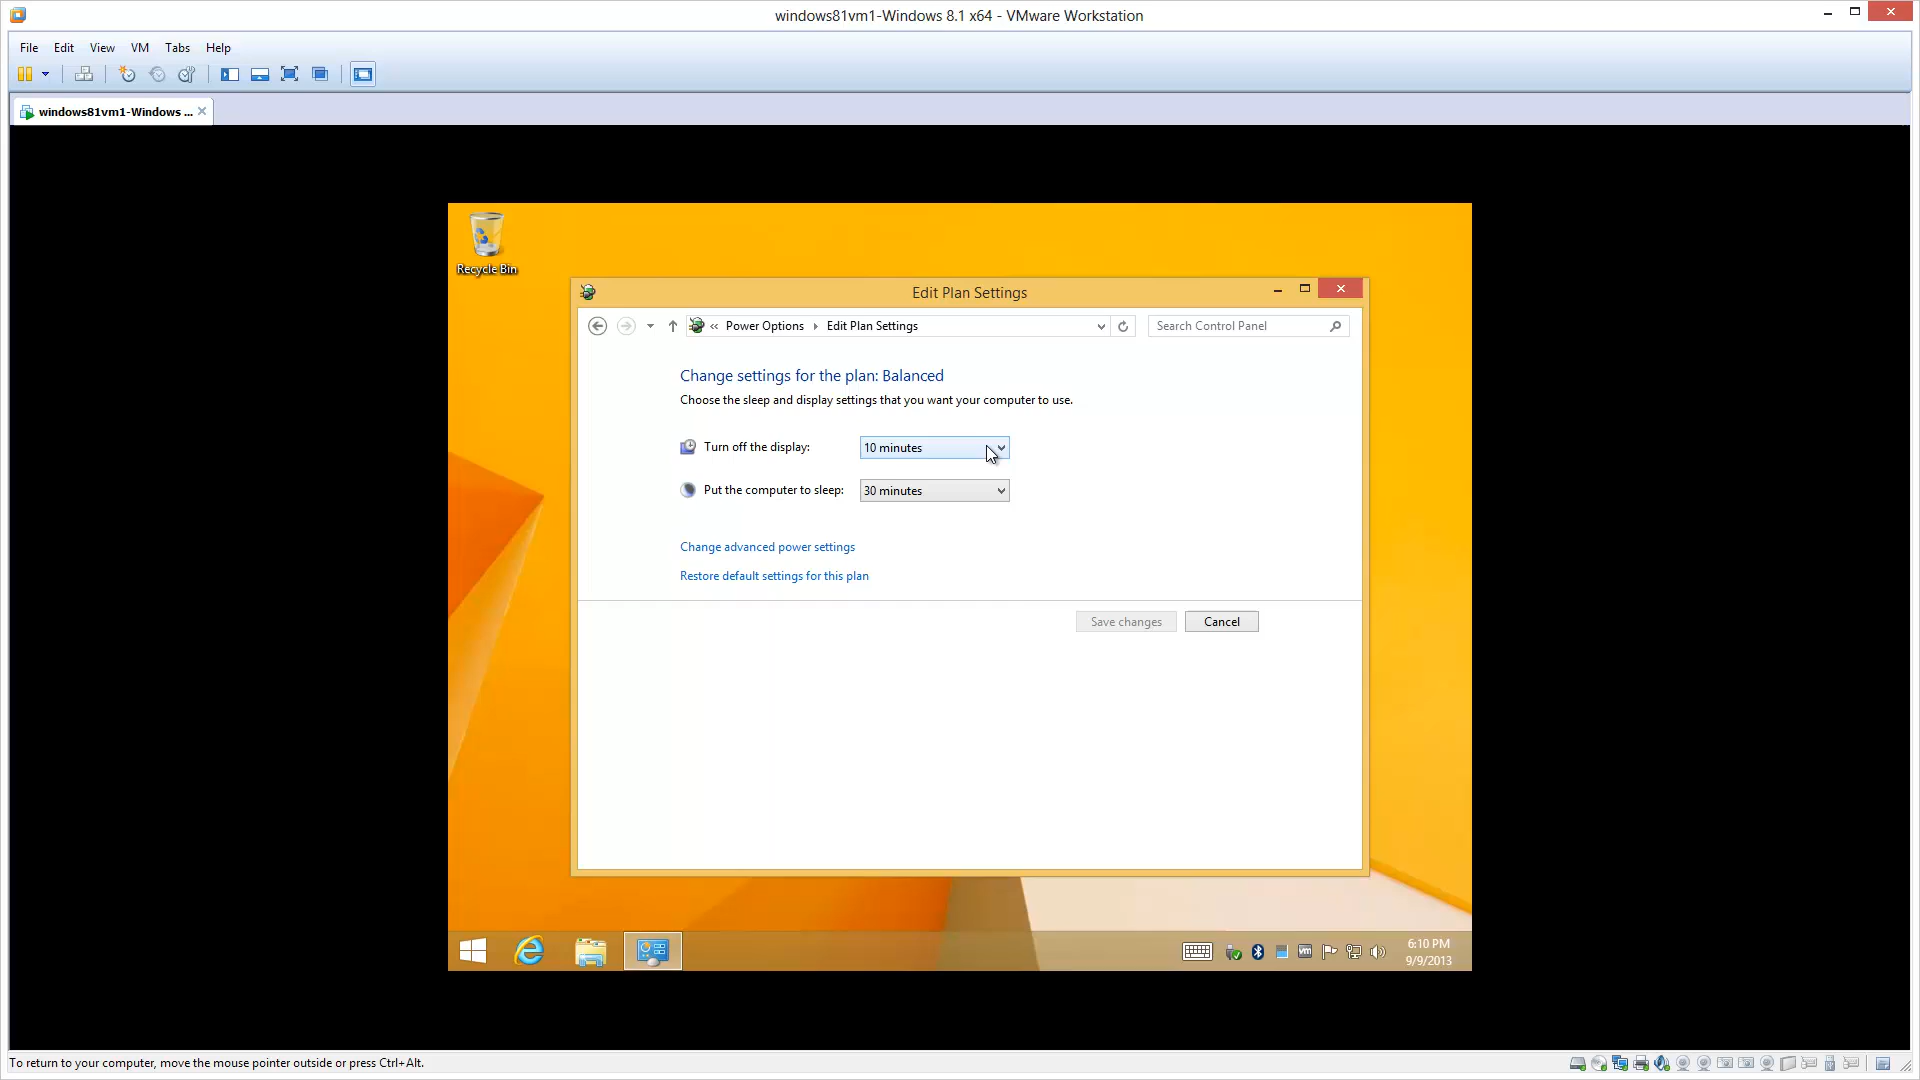 windows81vm1-Windows 8.1 x64 - VMware Workstation
File Edit View VM Tabs Help
windows81vm1-Windows ...
Recycle Bin
Edit Plan Settings
« Power Options Edit Plan Settings
Search Control Panel
Change settings for the plan: Balanced
Choose the sleep and display settings that you want your computer to use.
Turn off the display: 10 minutes
Put the computer to sleep: 30 minutes
Change advanced power settings
Restore default settings for this plan
Save changes Cancel
vm
6:10 PM
9/9/2013
To return to your computer, move the mouse pointer outside or press Ctrl+Alt.